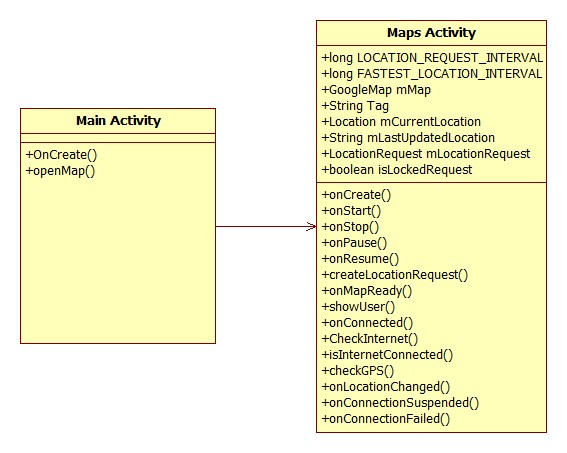 Main Activity
+OnCreate()
+openMap()
Maps Activity
+long LOCATION_REQUEST_INTERVAL
+long FASTEST_LOCATION_INTERVAL
+GoogleMap mMap
+String Tag
+Location mCurrentLocation
+String mLastUpdatedLocation
+LocationRequest mLocationRequest
+boolean isLockedRequest
+onCreate()
+onStart()
+onStop()
+onPause()
+onResume()
+createLocationRequest()
+onMapReady()
+showUser()
+onConnected()
+CheckInternet()
+isInternetConnected()
+checkGPS()
+onLocationChanged()
+onConnectionSuspended()
+onConnectionFailed()